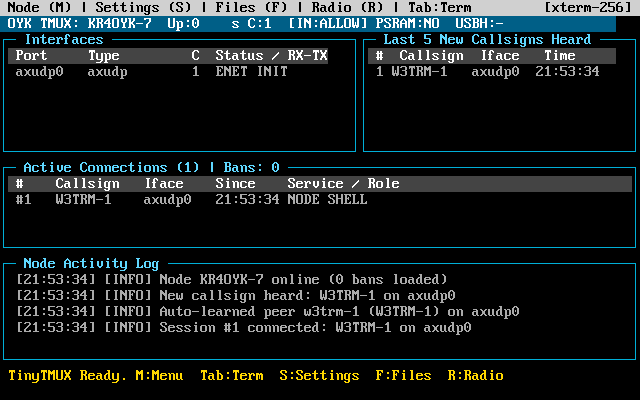 Node (M) | Settings (S) | Files (F) | Radio (R) | Tab:Term [xterm-256]
OYK TMUX: KR4OYK-7 Up:0 s C:1 [IN:ALLOW] PSRAM:NO USBH:-
Interfaces
Port Type C Status / RX-TX
axudp0 axudp 1 ENET INIT
Last 5 New Callsigns Heard
# Callsign Iface Time
1 W3TRM-1 axudp0 21:53:34
Active Connections (1) | Bans: 0
# Callsign Iface Since Service / Role
#1 W3TRM-1 axudp0 21:53:34 NODE SHELL
Node Activity Log
[21:53:34] [INFO] Node KR4OYK-7 online (0 bans loaded)
[21:53:34] [INFO] New callsign heard: W3TRM-1 on axudp0
[21:53:34] [INFO] Auto-learned peer w3trm-1 (W3TRM-1) on axudp0
[21:53:34] [INFO] Session #1 connected: W3TRM-1 on axudp0
TinyTMUX Ready. M:Menu Tab:Term S:Settings F:Files R:Radio